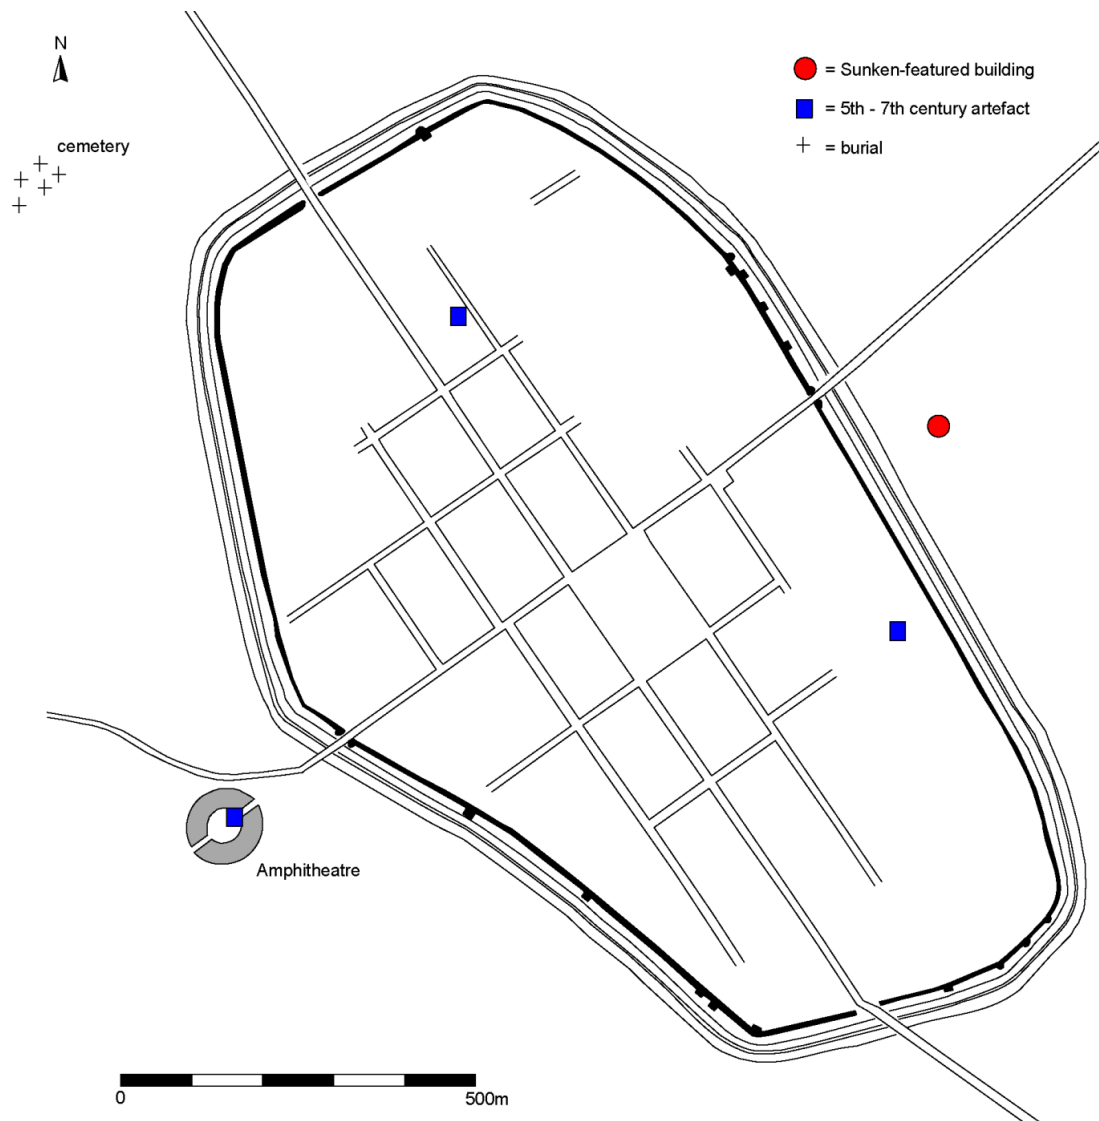 N
= Sunken-featured building
= 5th - 7th century artefact
= burial
cemetery
Amphitheatre
0 500m